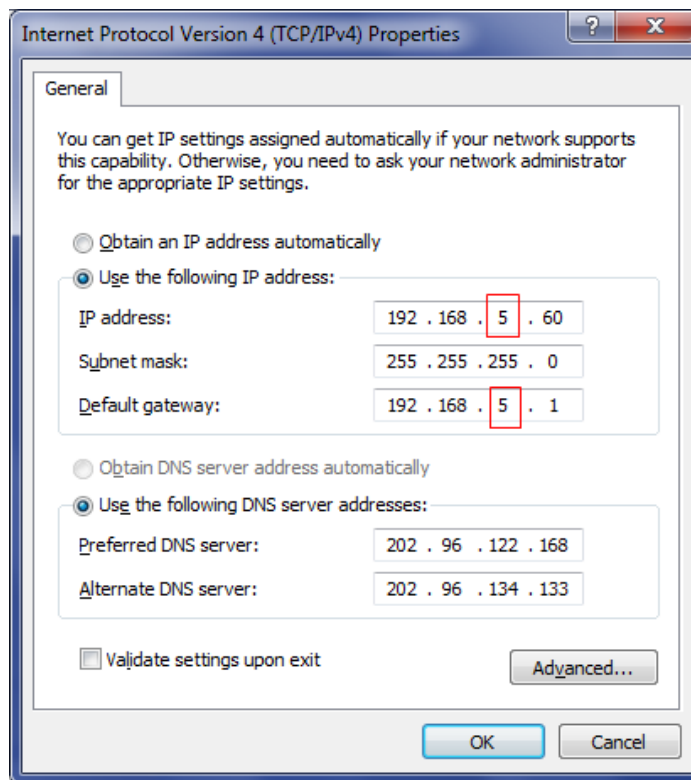 Internet Protocol Version 4 (TCP/IPv4) Properties
General
You can get IP settings assigned automatically if your network supports
this capability. Otherwise, you need to ask your network administrator
for the appropriate IP settings.
Obtain an IP address automatically
Use the following IP address:
IP address: 192 . 168 . 5 . 60
Subnet mask: 255 . 255 . 255 . 0
Default gateway: 192 . 168 . 5 . 1
Obtain DNS server address automatically
Use the following DNS server addresses:
Preferred DNS server: 202 . 96 . 122 . 168
Alternate DNS server: 202 . 96 . 134 . 133
Validate settings upon exit
Advanced...
OK Cancel